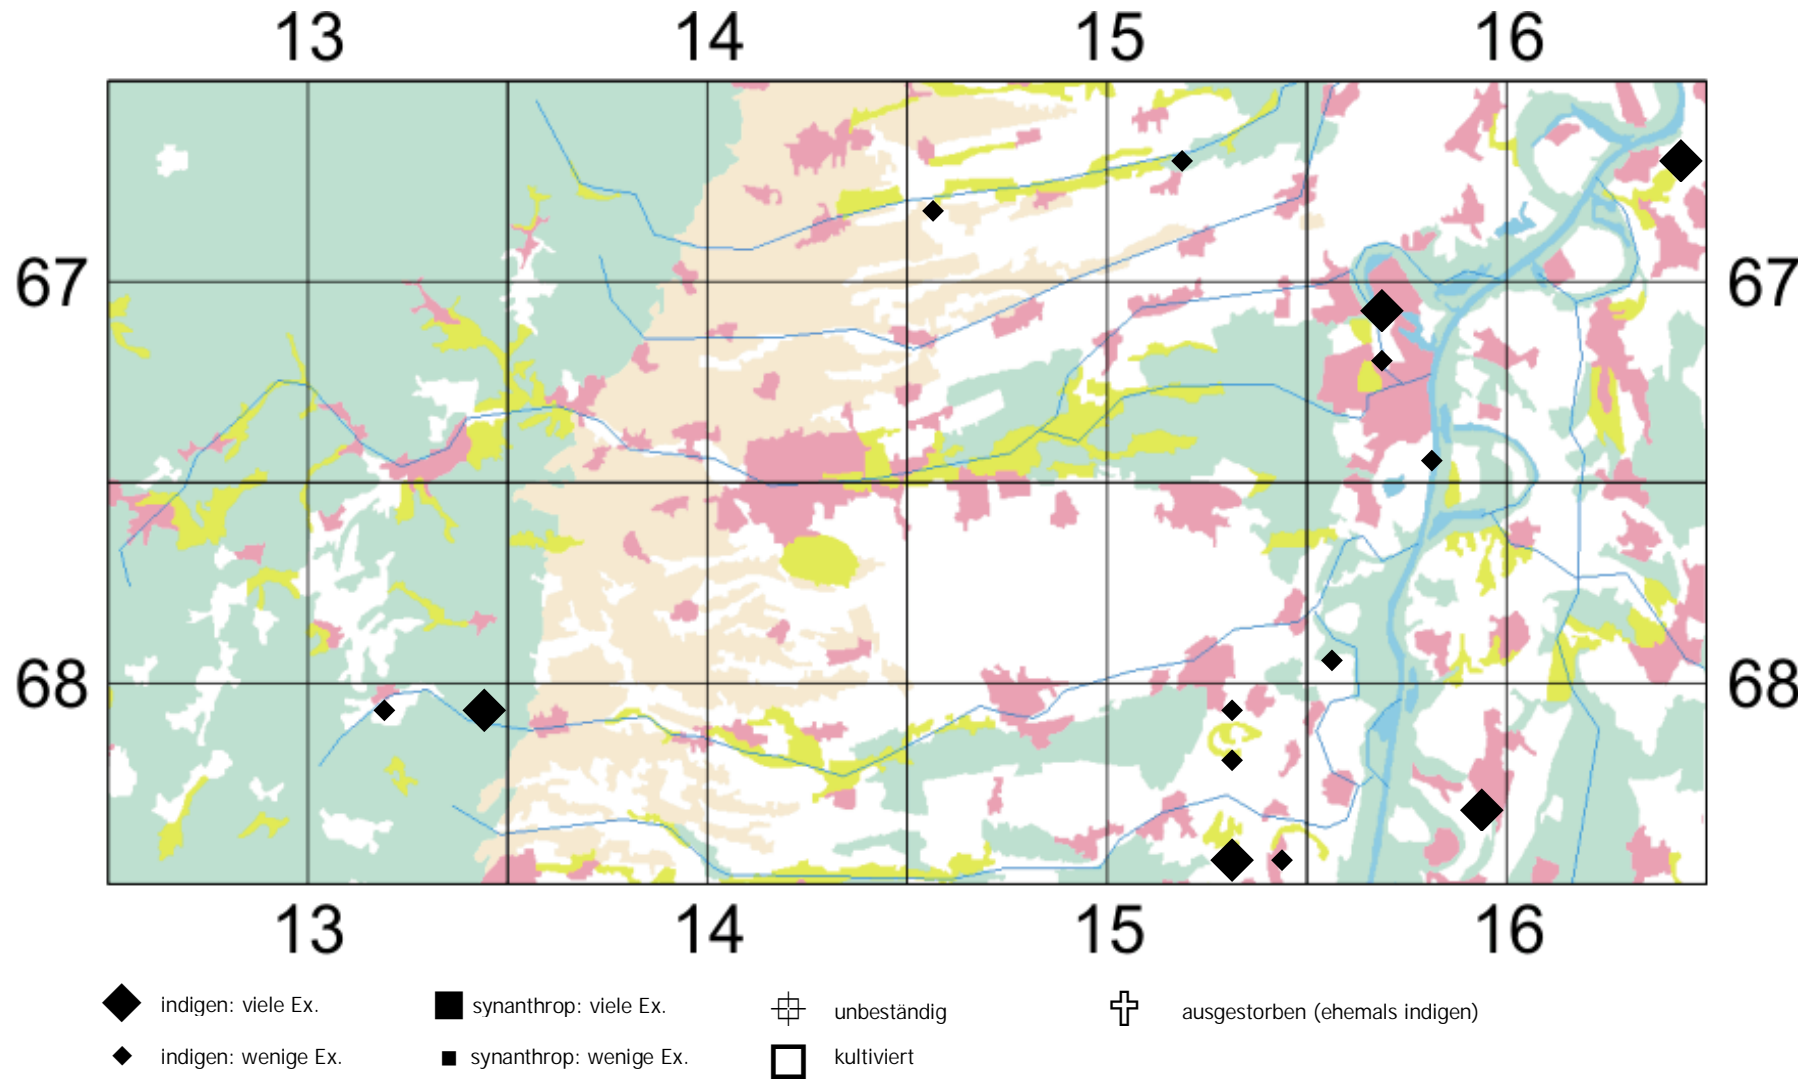 13 14 15 16
67 67
68 68
13 14 15 16
indigen: viele Ex. synanthrop: viele Ex. unbeständig ausgestorben (ehemals indigen)
indigen: wenige Ex. synanthrop: wenige Ex. kultiviert